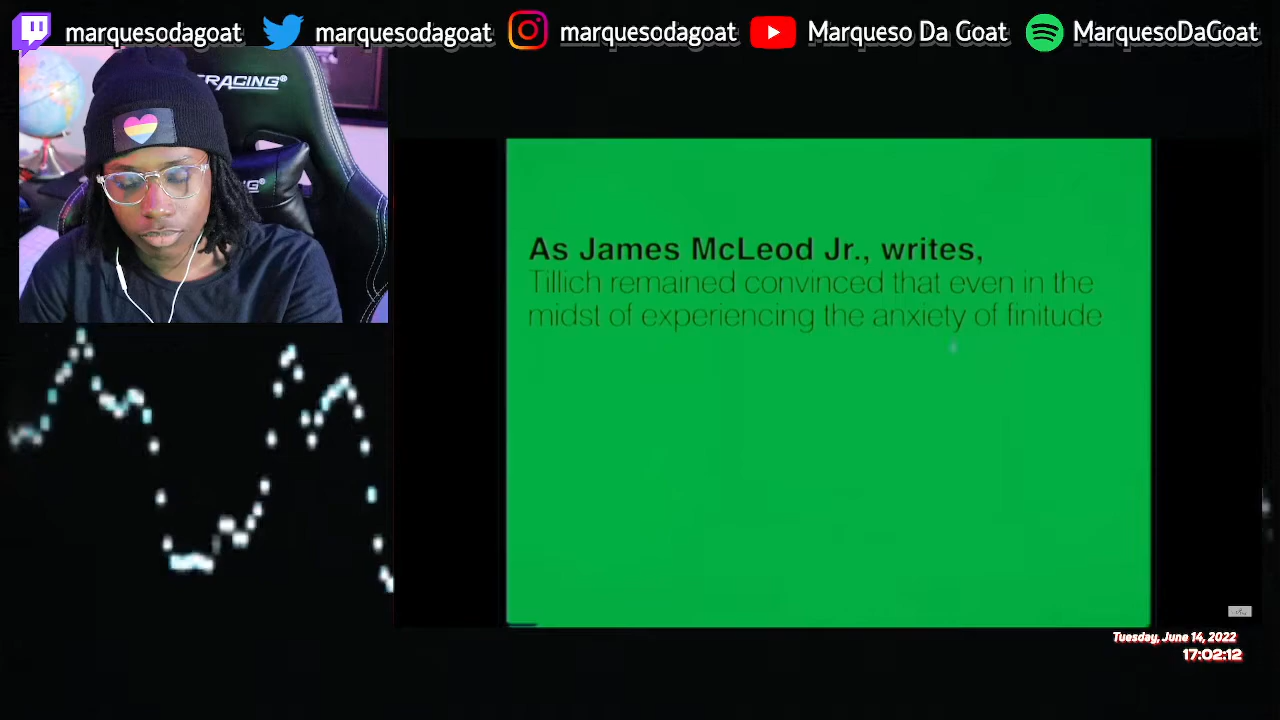 marquesodagoat marquesodagoat marquesodagoat Marqueso Da Goat MarquesoDaGoat
RACING®
As James McLeod Jr., writes,
Tillich remained convinced that even in the
midst of experiencing the anxiety of finitude
Tuesday, June 14, 2022
17:02:12